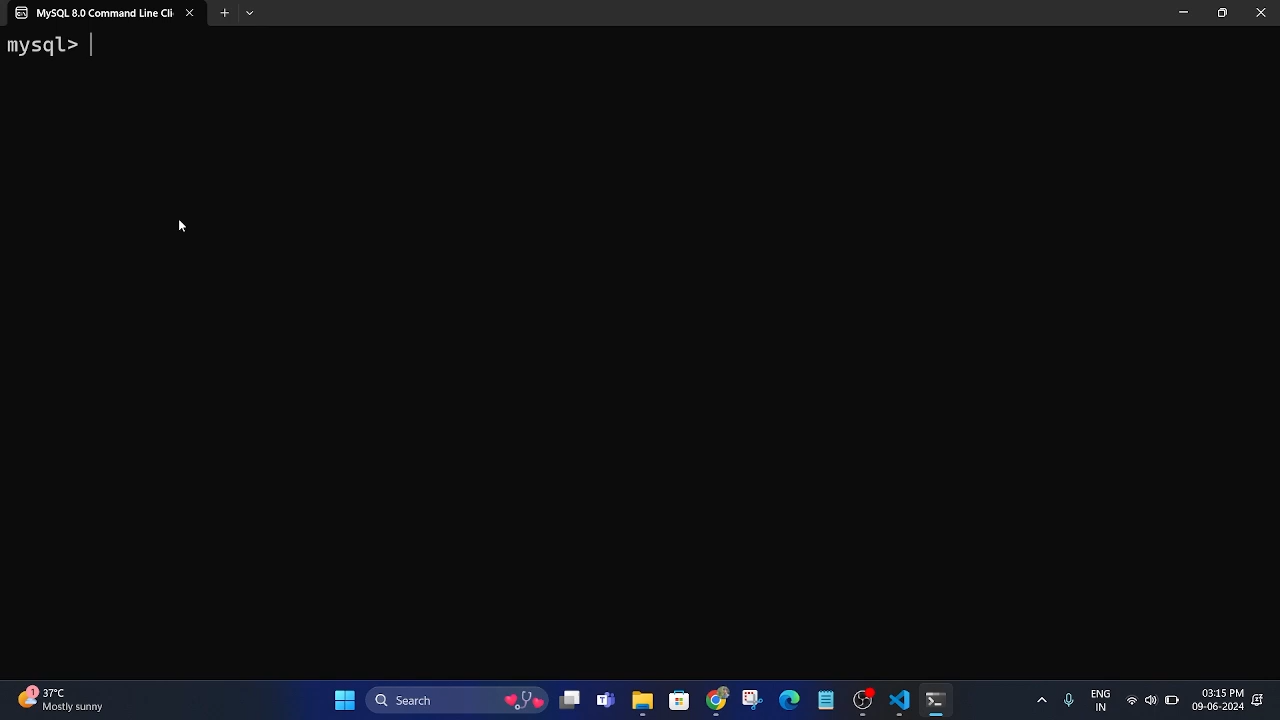 MySQL 8.0 Command Line Cli
mysql>
1
37°C
Mostly sunny
Search
ENG
IN
03:15 PM
09-06-2024